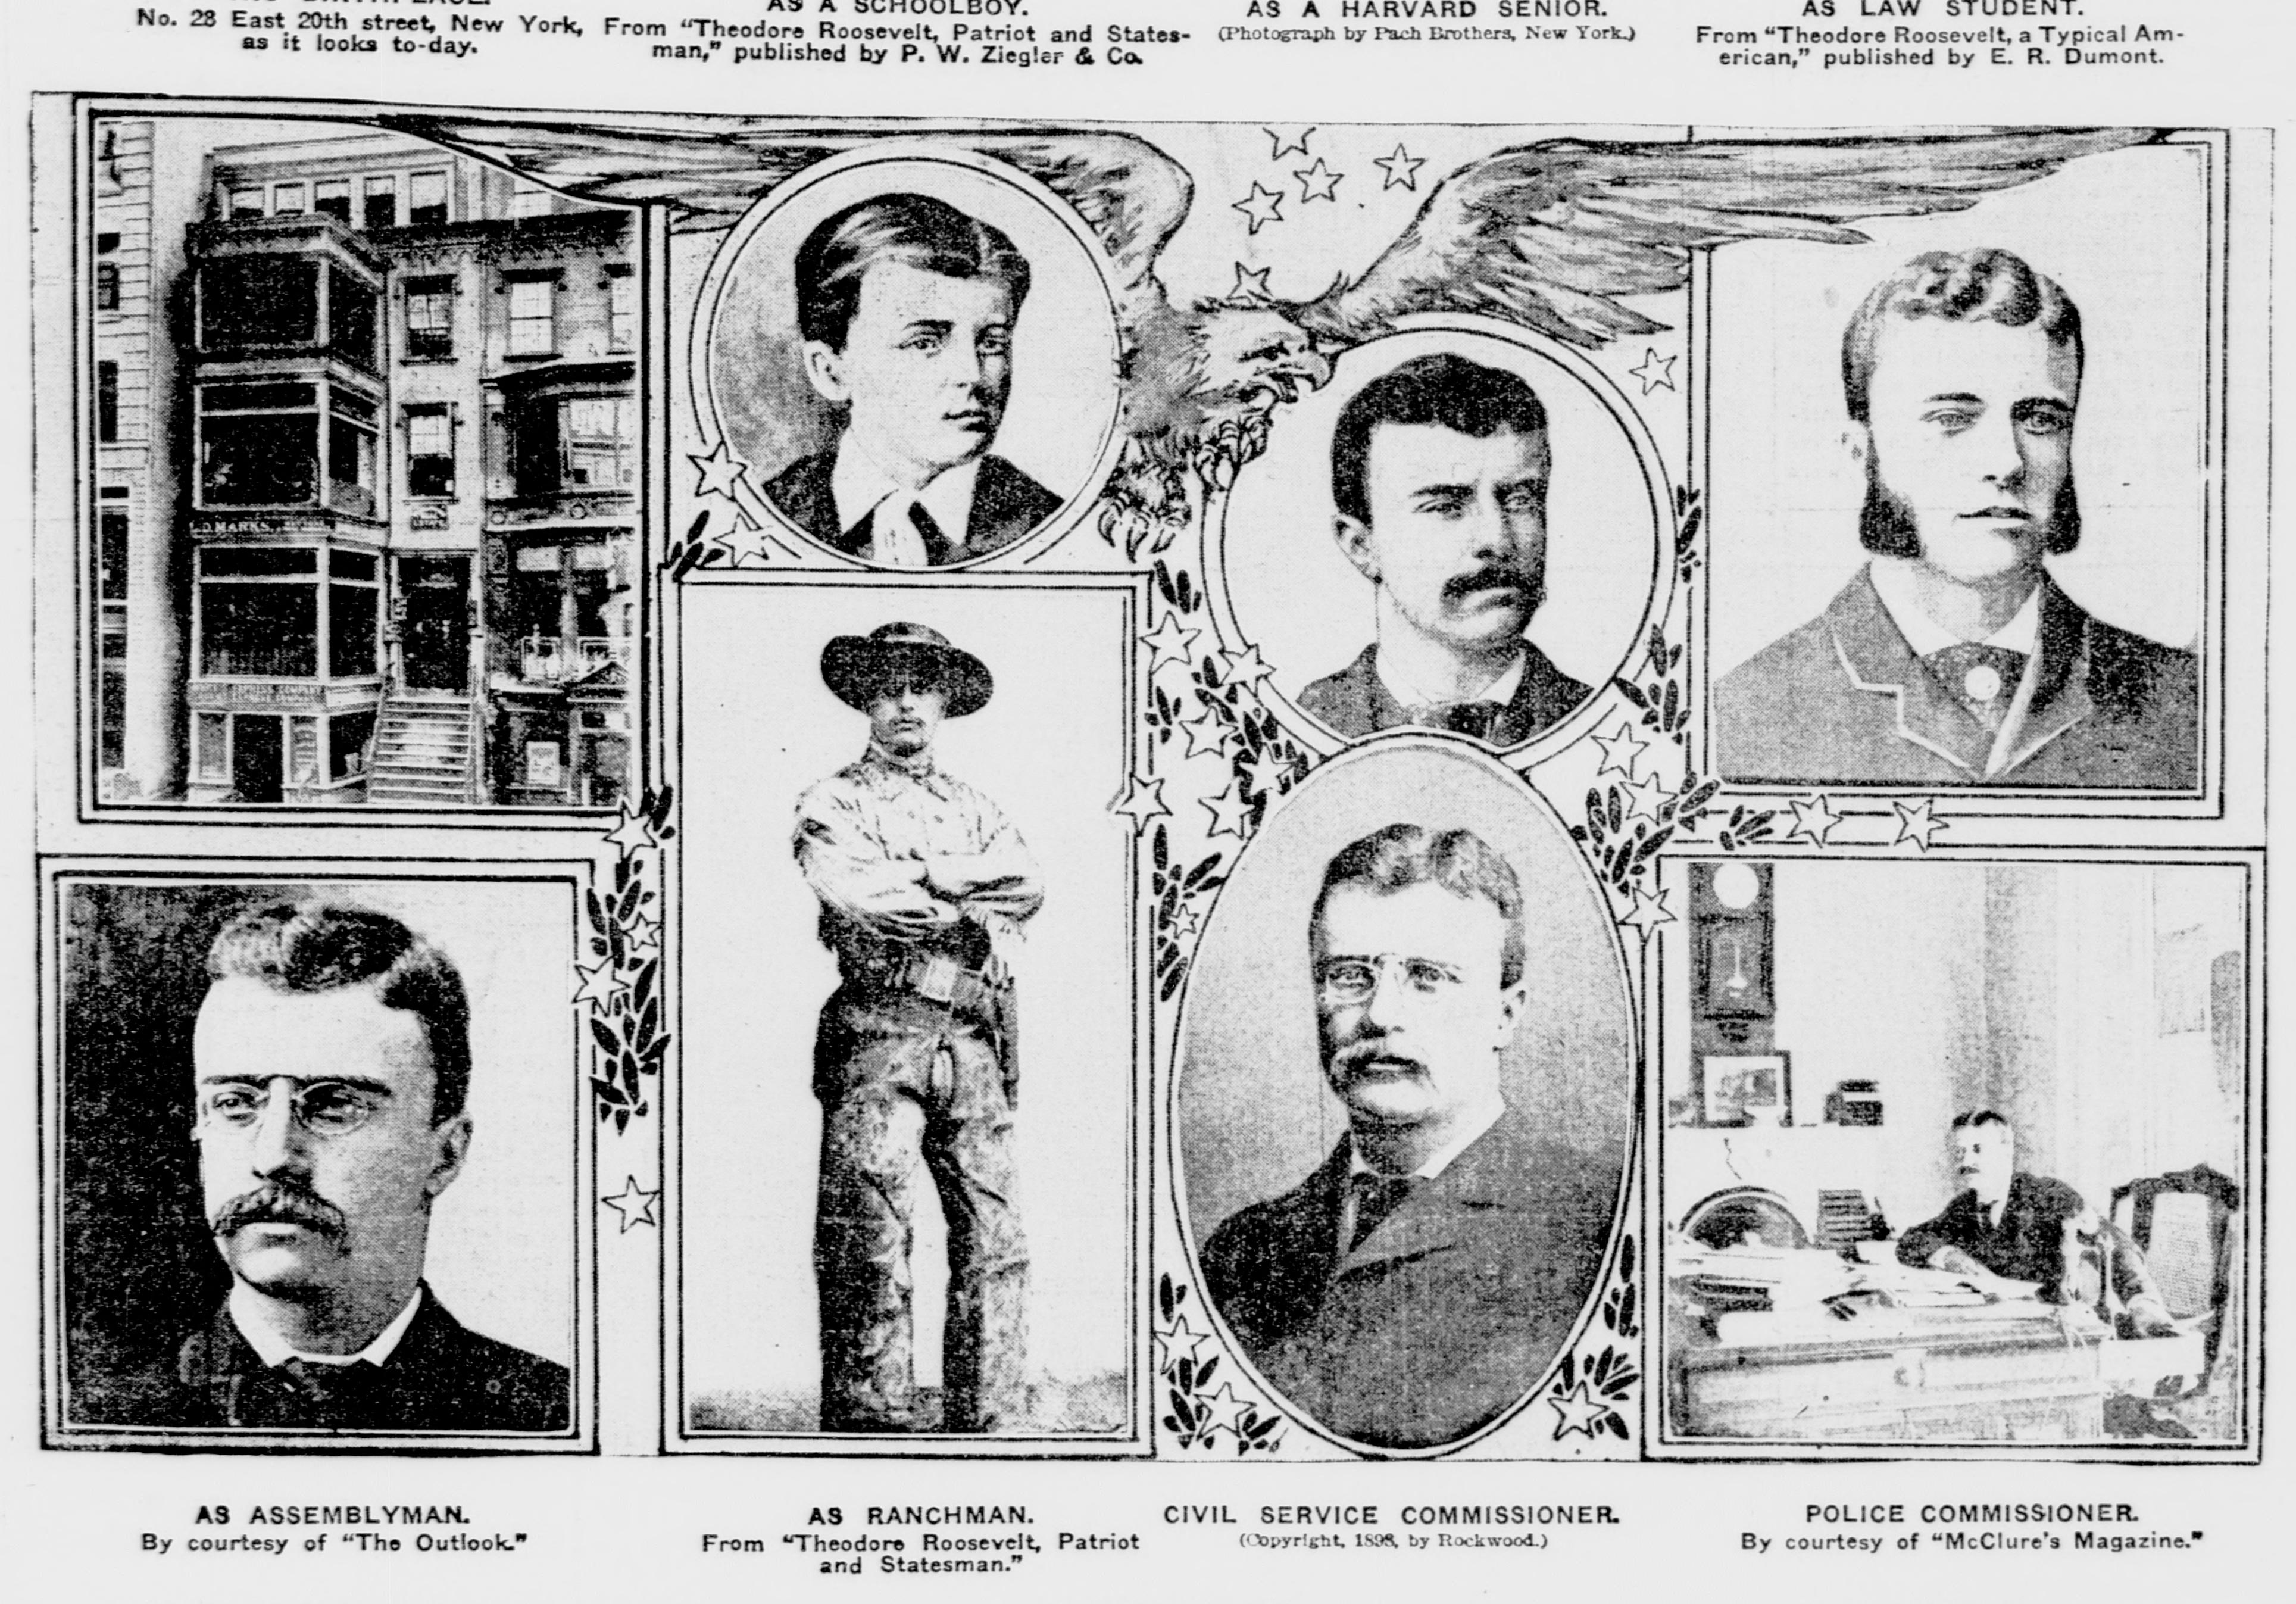 AS A SCHOOLBOY.
AS A HARVARD SENIOR.
AS LAW STUDENT.
No. 28 East 20th street, New York,
as it looks to-day.
From “Theodore Roosevelt, Patriot and States-
man,” published by P. W. Ziegler & Co.
(Photograph by Pach Brothers, New York.)
From “Theodore Roosevelt, a Typical Am-
erican,” published by E. R. Dumont.
D. MARKS.
AS ASSEMBLYMAN.
By courtesy of “The Outlook.”
AS RANCHMAN.
From “Theodore Roosevelt, Patriot
and Statesman.”
CIVIL SERVICE COMMISSIONER.
(Copyright, 1898, by Rockwood.)
POLICE COMMISSIONER.
By courtesy of “McClure's Magazine.”